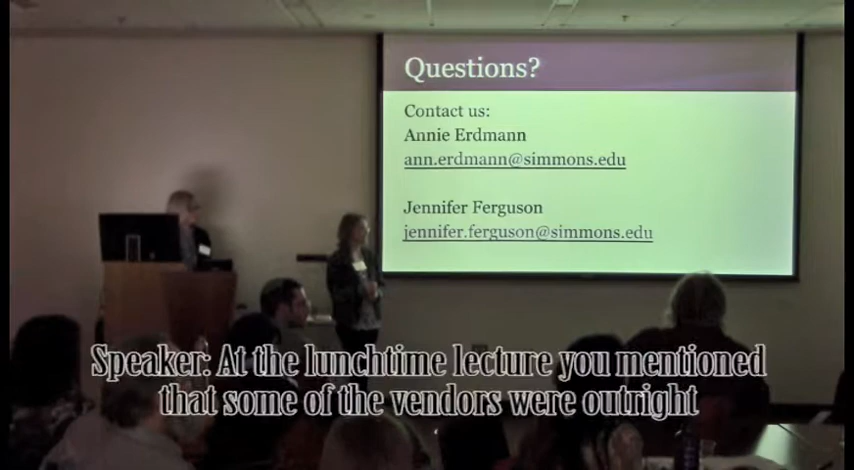 Questions?
Contact us:
Annie Erdmann
ann.erdmann@simmons.edu
Jennifer Ferguson
jennifer.ferguson@simmons.edu
Speaker: At the lunchtime lecture you mentioned
that some of the vendors were outright